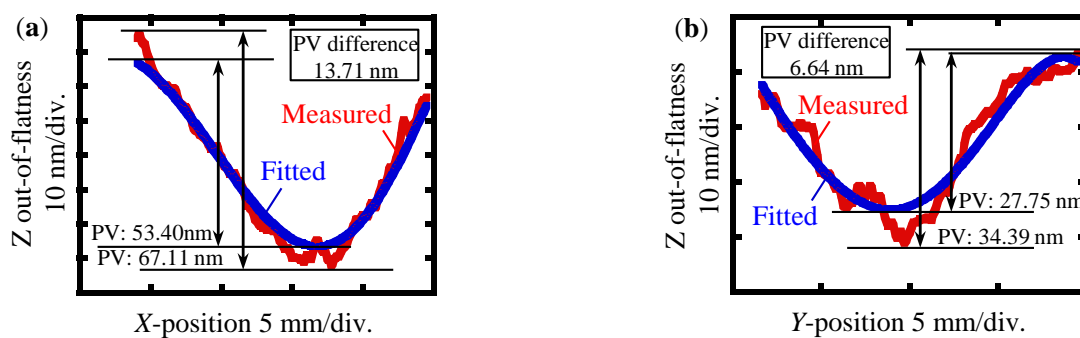 (a)
PV difference
13.71 nm
Measured
Fitted
PV: 53.40nm
PV: 67.11 nm
Z out-of-flatness
10 nm/div.
X-position 5 mm/div.
(b)
PV difference
6.64 nm
Measured
Fitted
PV: 27.75
PV: 34.39 nm
Z out-of-flatness
10 nm/div.
Y-position 5 mm/div.